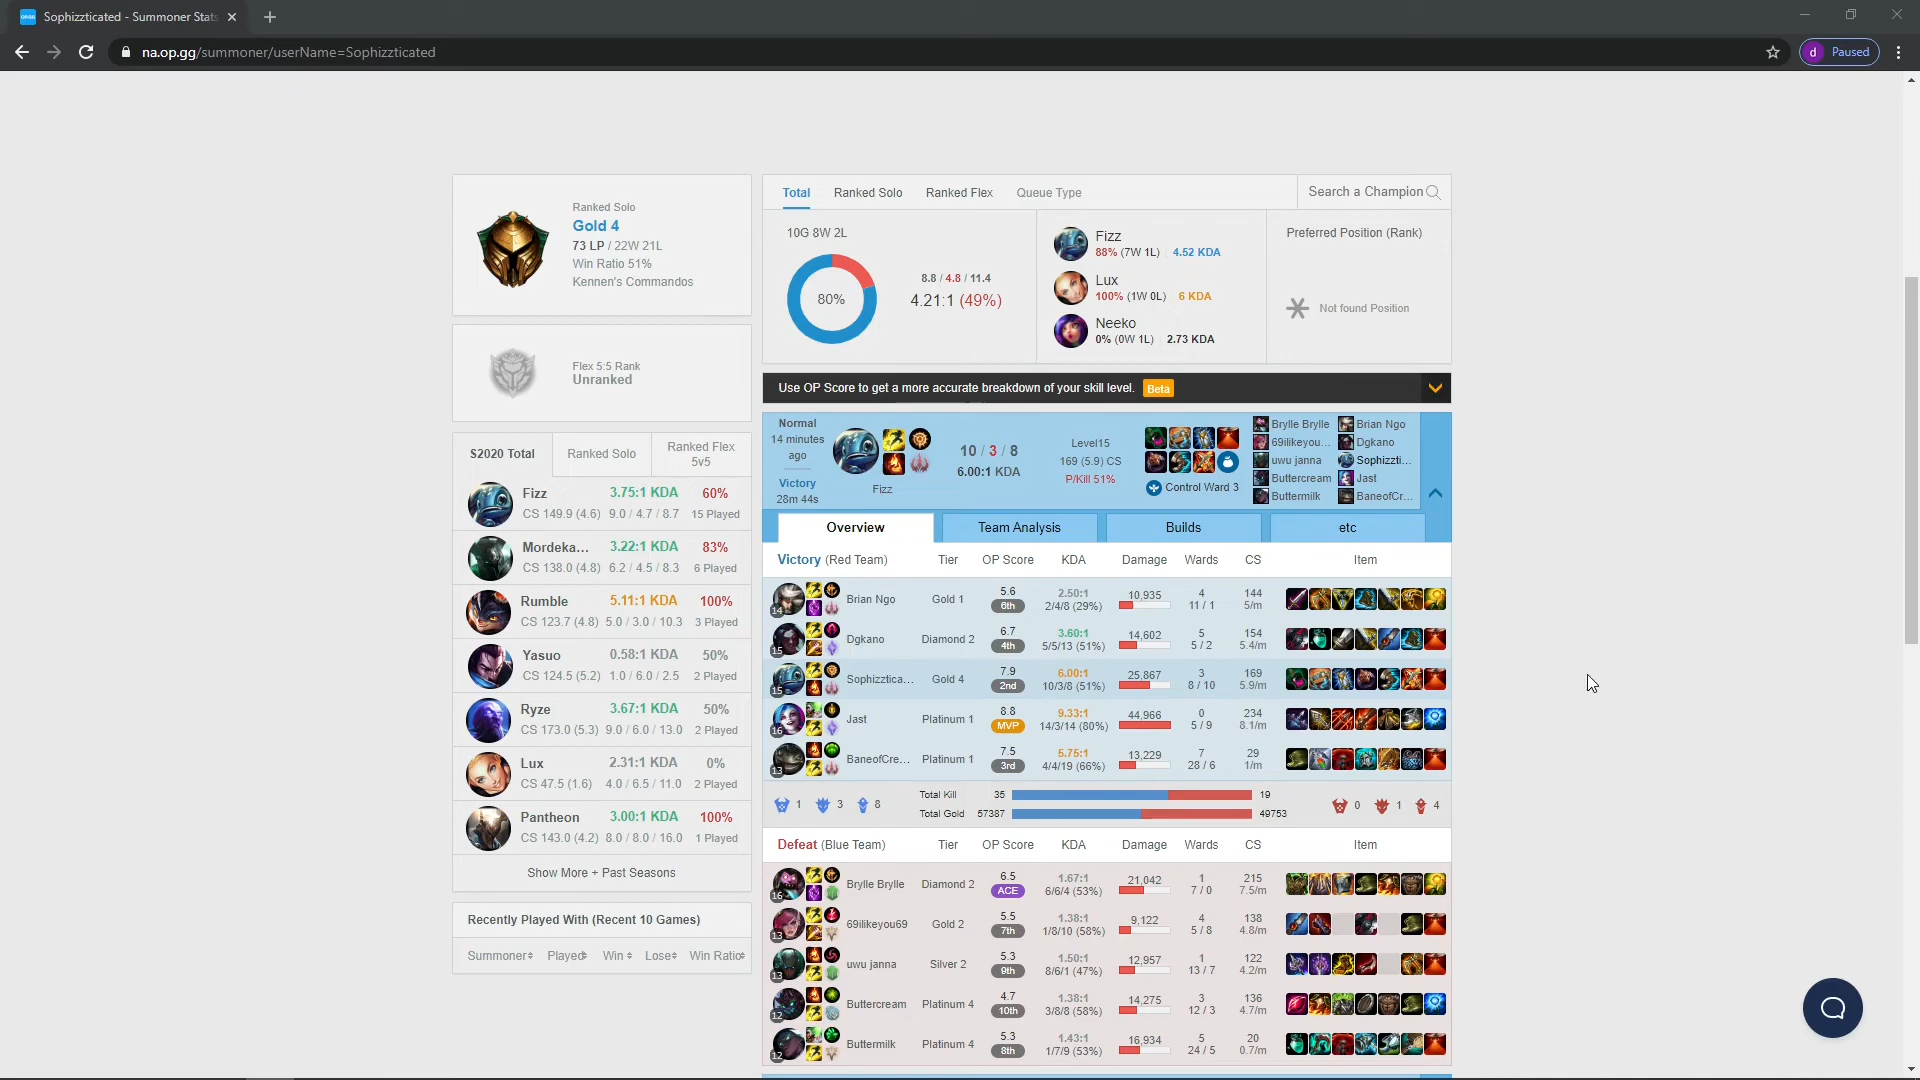 Sophizzticated - Summoner Stats
na.op.gg/summoner/userName=Sophizzticated
d Paused
Ranked Solo
Gold 4
73 LP / 22W 21L
Win Ratio 51%
Kennen's Commandos
Flex 5:5 Rank
Unranked
S2020 Total Ranked Solo Ranked Flex 5v5
Fizz 3.75:1 KDA 60%
CS 149.9 (4.6) 9.0 / 4.7 / 8.7 15 Played
Mordeka... 3.22:1 KDA 83%
CS 138.0 (4.8) 6.2 / 4.5 / 8.3 6 Played
Rumble 5.11:1 KDA 100%
CS 123.7 (4.8) 5.0 / 3.0 / 10.3 3 Played
Yasuo 0.58:1 KDA 50%
CS 124.5 (5.2) 1.0 / 6.0 / 2.5 2 Played
Ryze 3.67:1 KDA 50%
CS 173.0 (5.3) 9.0 / 6.0 / 13.0 2 Played
Lux 2.31:1 KDA 0%
CS 47.5 (1.6) 4.0 / 6.5 / 11.0 2 Played
Pantheon 3.00:1 KDA 100%
CS 143.0 (4.2) 8.0 / 8.0 / 16.0 1 Played
Show More + Past Seasons
Recently Played With (Recent 10 Games)
Summoner Played Win Lose Win Ratio
Total Ranked Solo Ranked Flex Queue Type Search a Champion
10G 8W 2L
80%
8.8 / 4.8 / 11.4
4.21:1 (49%)
Fizz
88% (7W 1L) 4.52 KDA
Lux
100% (1W 0L) 6 KDA
Neeko
0% (0W 1L) 2.73 KDA
Preferred Position (Rank)
Not found Position
Use OP Score to get a more accurate breakdown of your skill level. Beta
Normal
14 minutes
ago
Victory
28m 44s
Fizz
10 / 3 / 8
6.00:1 KDA
Level15
169 (5.9) CS
P/Kill 51%
Control Ward 3
Brylle Brylle Brian Ngo
69ilikeyou... Dgkano
uwu janna Sophizzti...
Buttercream Jast
Buttermilk BaneofCr...
Overview Team Analysis Builds etc
Victory (Red Team) Tier OP Score KDA Damage Wards CS Item
14 Brian Ngo Gold 1 5.6 6th 2.50:1 2/4/8 (29%) 10,935 4 11 / 1 144 5/m
15 Dgkano Diamond 2 6.7 4th 3.60:1 5/5/13 (51%) 14,602 5 5 / 2 154 5.4/m
15 Sophizztica... Gold 4 7.9 2nd 6.00:1 10/3/8 (51%) 25,867 3 8 / 10 169 5.9/m
16 Jast Platinum 1 8.8 MVP 9.33:1 14/3/14 (80%) 44,966 0 5 / 9 234 8.1/m
13 BaneofCre... Platinum 1 7.5 3rd 5.75:1 4/4/19 (66%) 13,229 7 28 / 6 29 1/m
1 3 8
Total Kill 35 19
Total Gold 57387 49753
0 1 4
Defeat (Blue Team) Tier OP Score KDA Damage Wards CS Item
16 Brylle Brylle Diamond 2 6.5 ACE 1.67:1 6/6/4 (53%) 21,042 1 7 / 0 215 7.5/m
13 69ilikeyou69 Gold 2 5.5 7th 1.38:1 1/8/10 (58%) 9,122 4 5 / 8 138 4.8/m
13 uwu janna Silver 2 5.3 9th 1.50:1 8/6/1 (47%) 12,957 1 13 / 7 122 4.2/m
12 Buttercream Platinum 4 4.7 10th 1.38:1 3/8/8 (58%) 14,275 3 12 / 3 136 4.7/m
12 Buttermilk Platinum 4 5.3 8th 1.43:1 1/7/9 (53%) 16,934 5 24 / 5 20 0.7/m